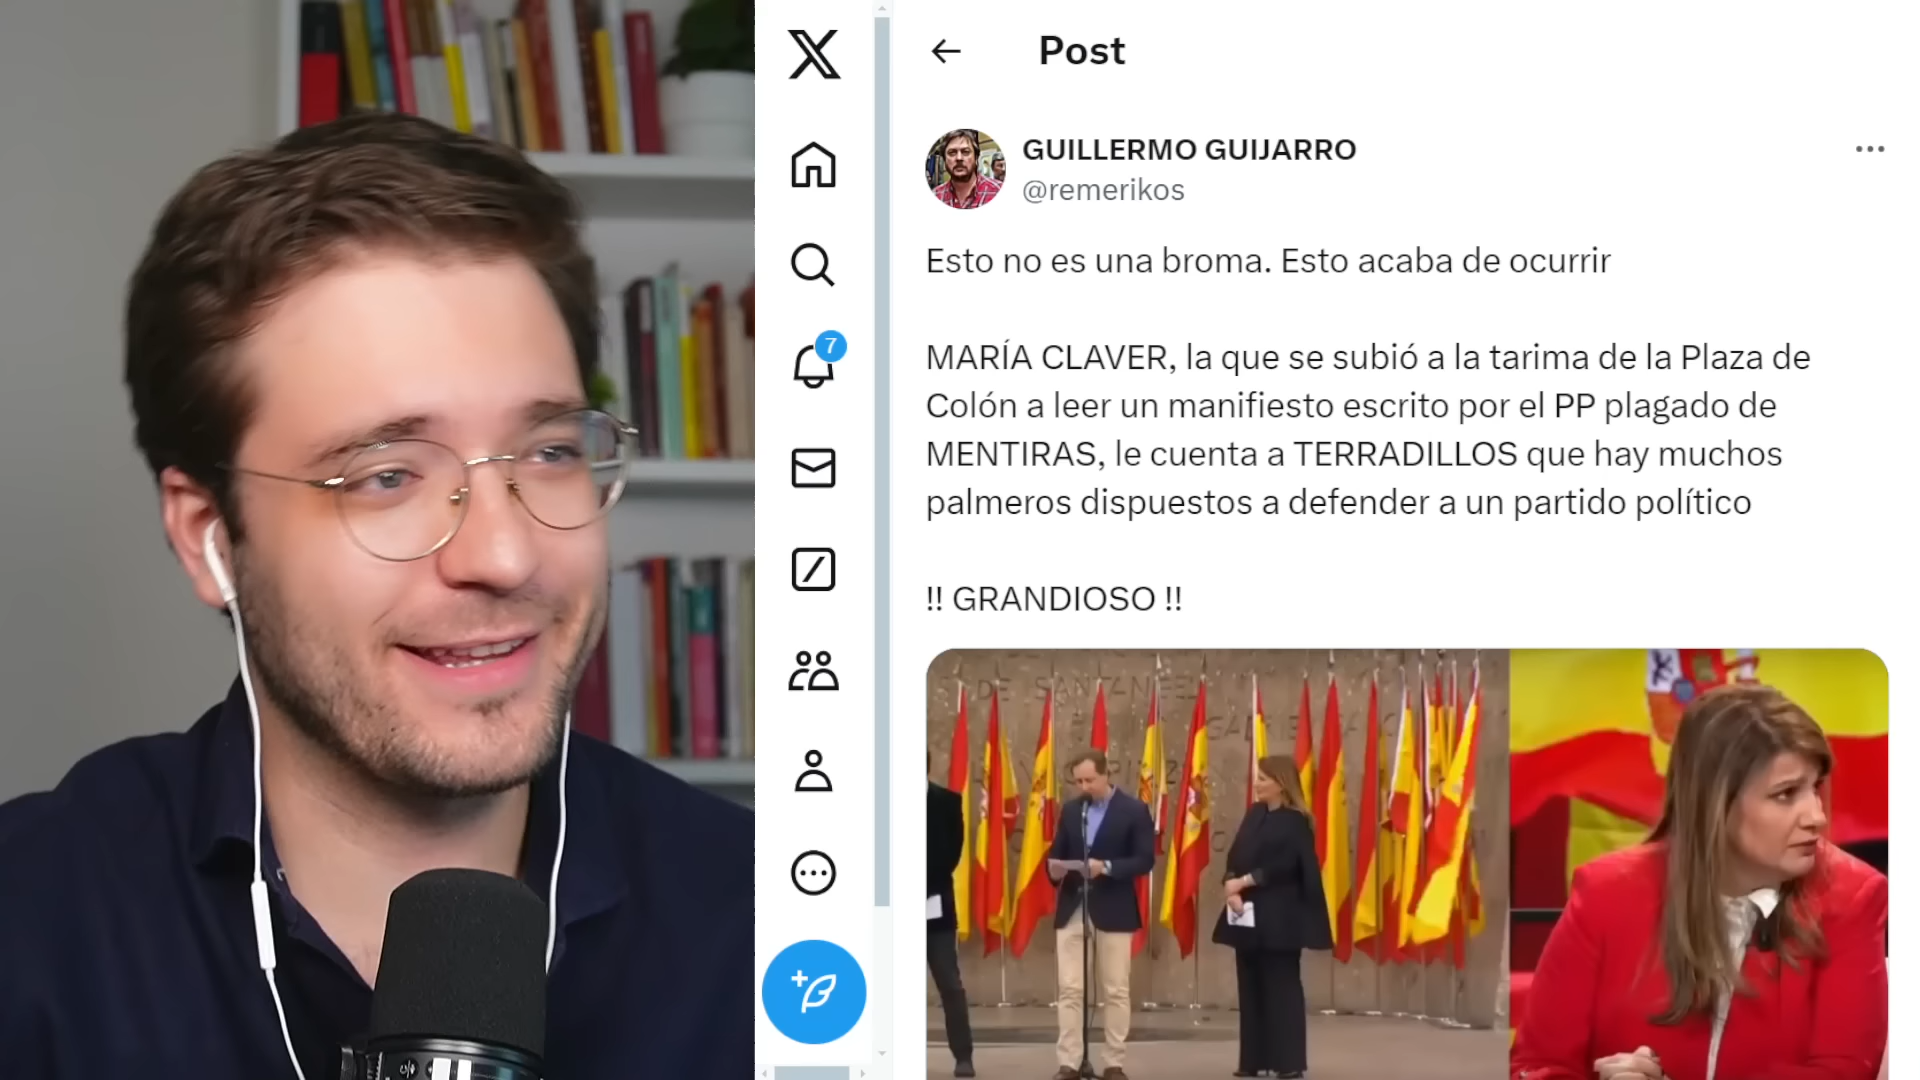 Post
GUILLERMO GUIJARRO
@remerikos
7
Esto no es una broma. Esto acaba de ocurrir
MARÍA CLAVER, la que se subió a la tarima de la Plaza de
Colón a leer un manifiesto escrito por el PP plagado de
MENTIRAS, le cuenta a TERRADILLOS que hay muchos
palmeros dispuestos a defender a un partido político
!! GRANDIOSO !!